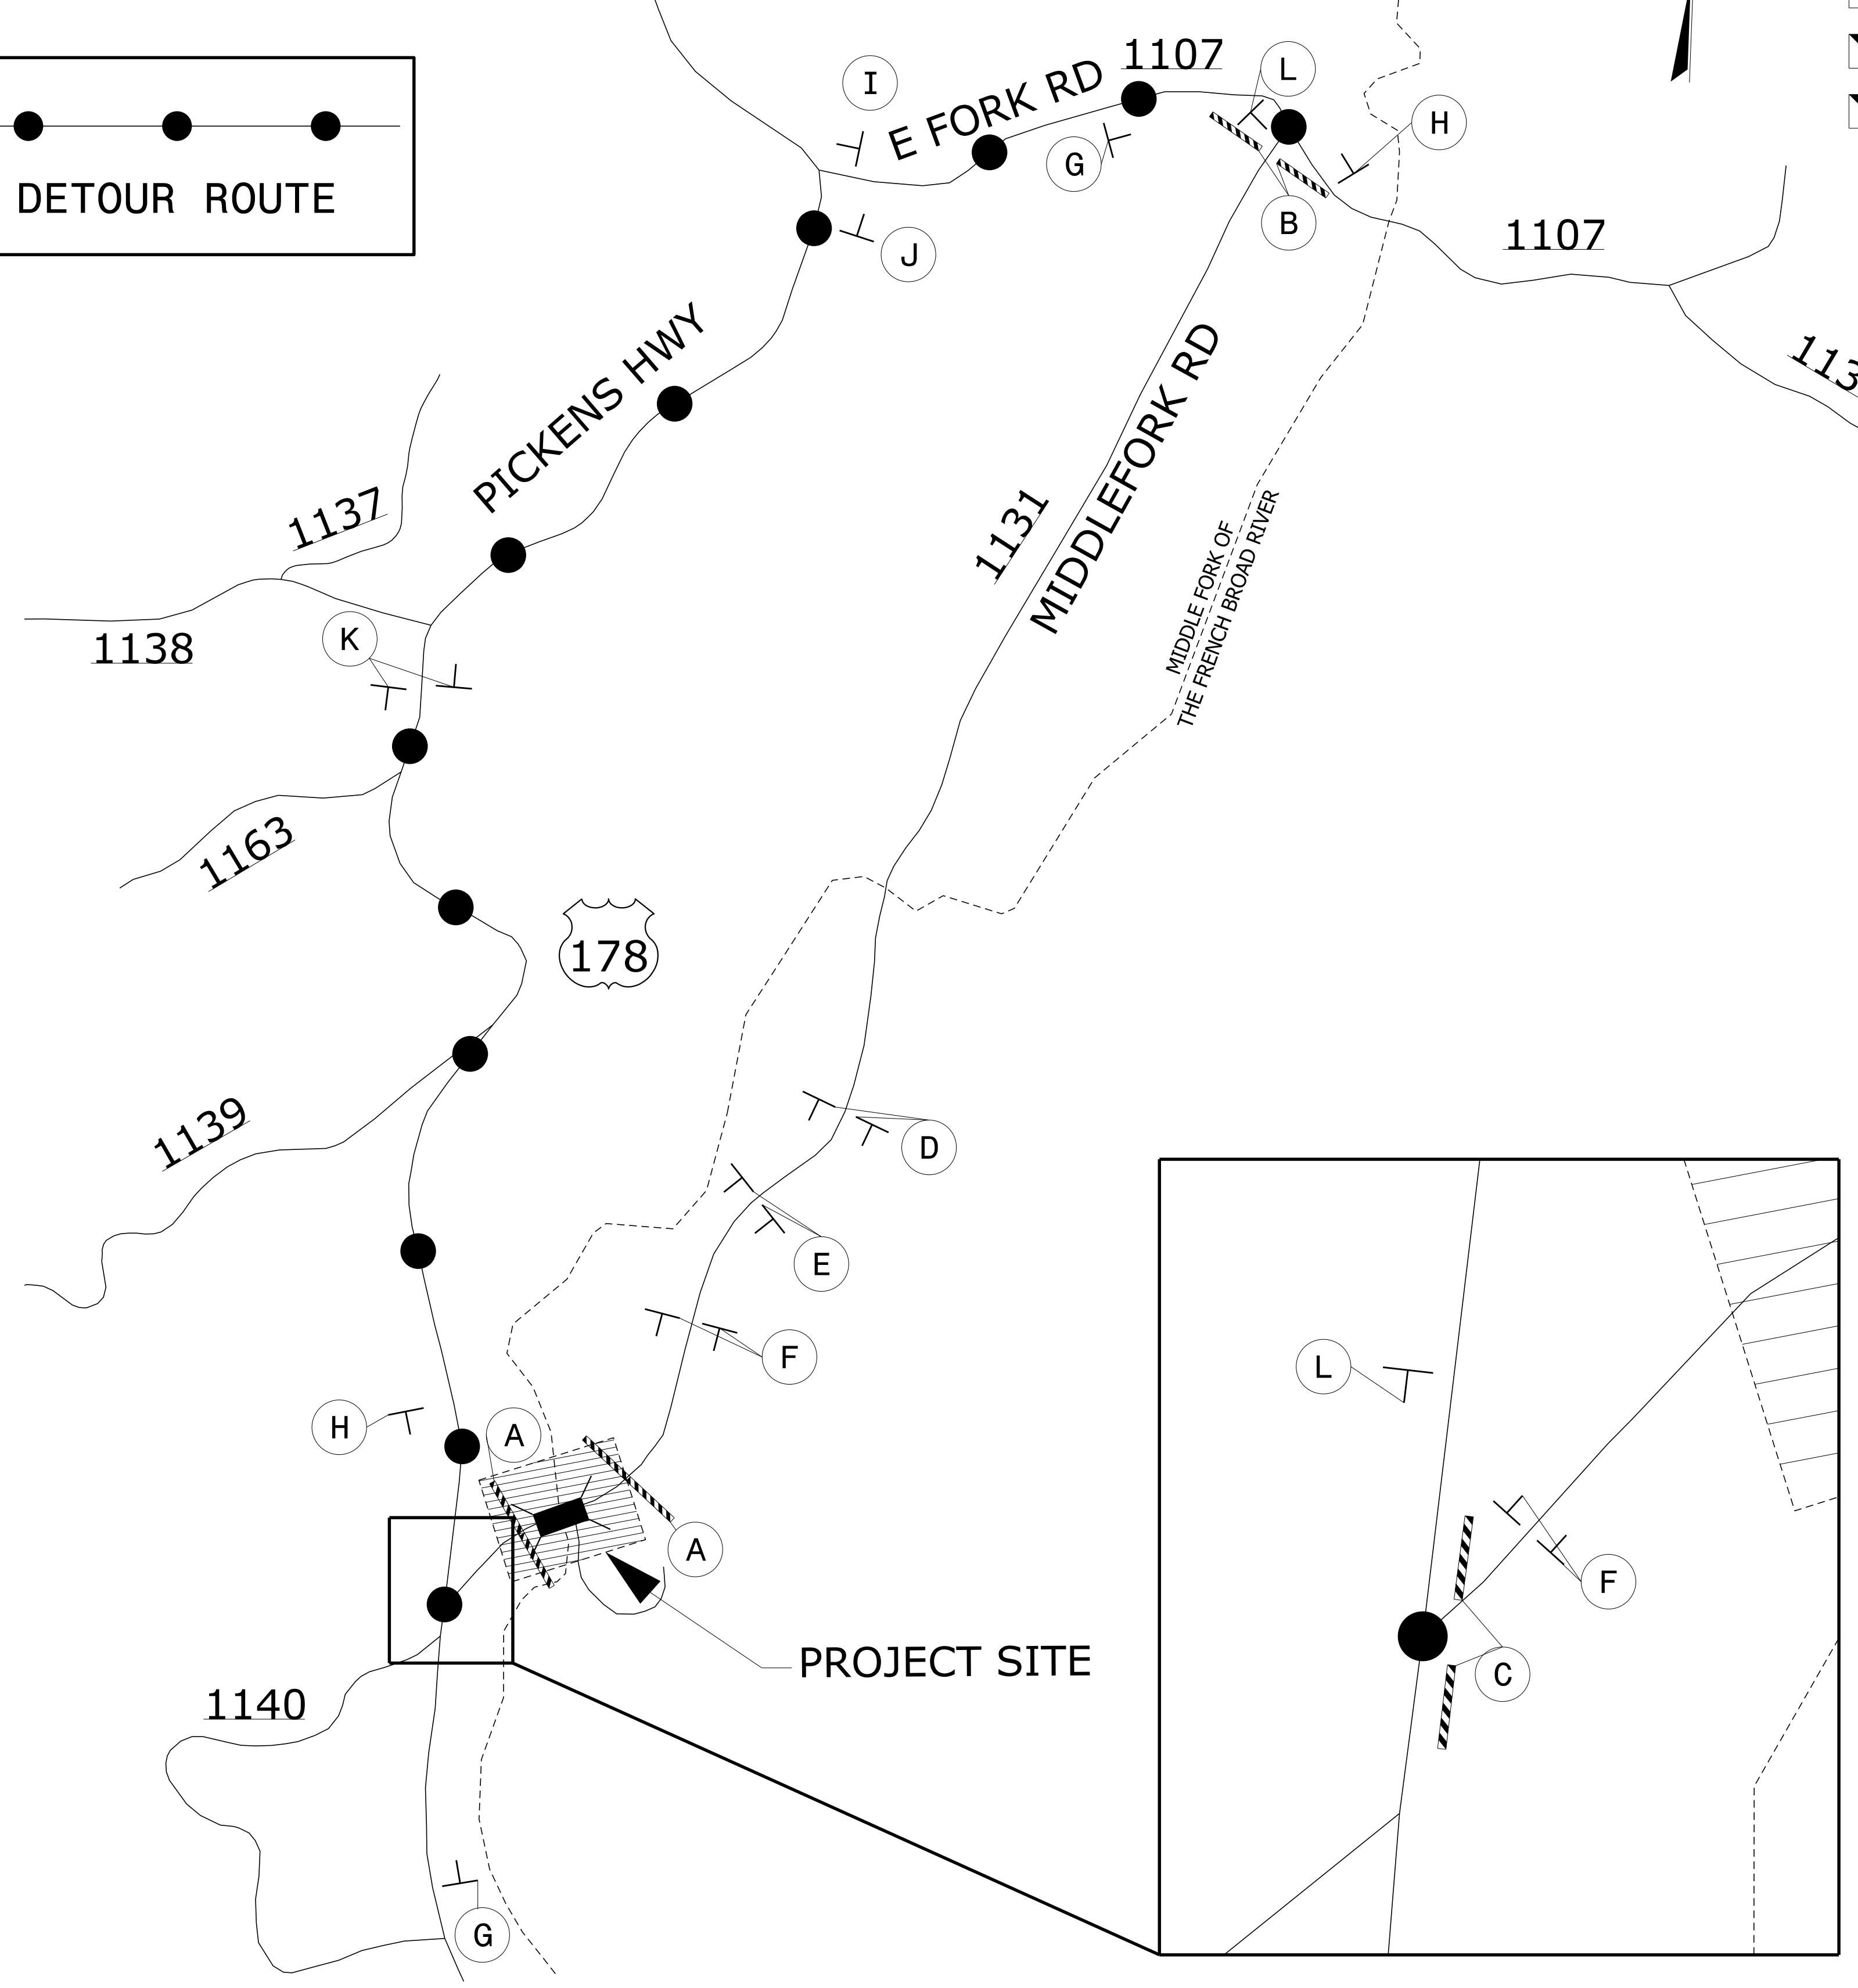 1107
L
I
E FORK RD
H
G
DETOUR ROUTE
B
1107
J
PICKENS HWY
MIDDLEFORK RD
113
1137
1131
MIDDLE FORK OF
THE FRENCH BROAD RIVER
K
1138
1163
178
1139
D
E
F
L
H
A
A
F
PROJECT SITE
C
1140
G